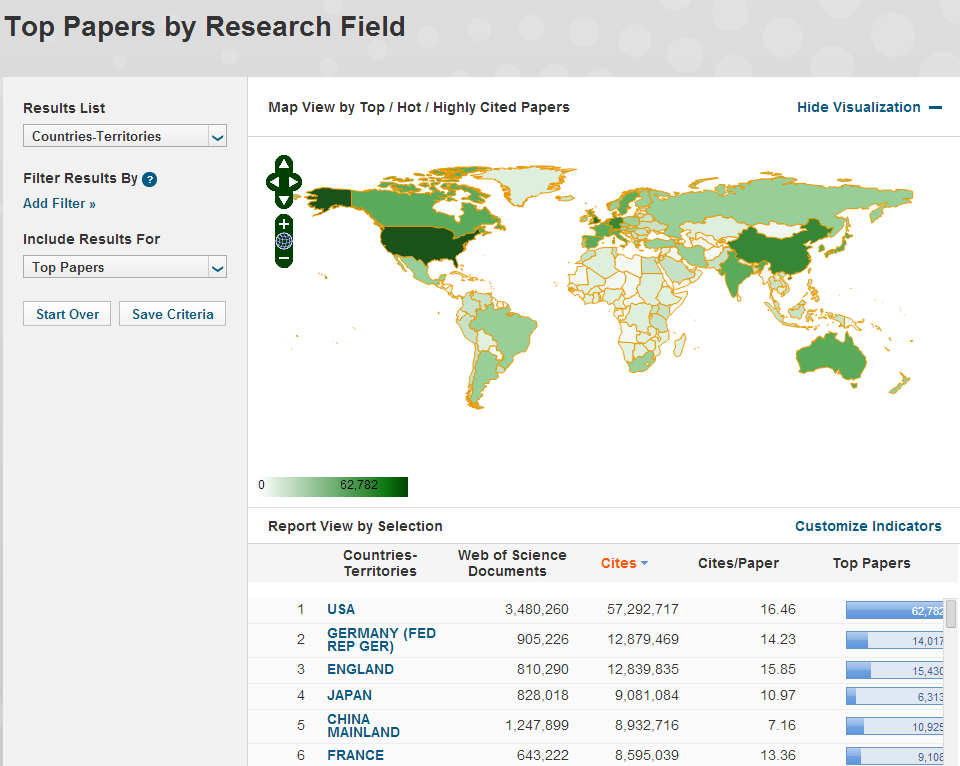 Top Papers by Research Field
Results List
Countries-Territories
Filter Results By ?
Add Filter »
Include Results For
Top Papers
Start Over Save Criteria
Map View by Top / Hot / Highly Cited Papers Hide Visualization
0 62,782
Report View by Selection Customize Indicators
Countries-
Territories Web of Science
Documents Cites Cites/Paper Top Papers
1 USA 3,480,260 57,292,717 16.46 62,782
2 GERMANY (FED
REP GER) 905,226 12,879,469 14.23 14,017
3 ENGLAND 810,290 12,839,835 15.85 15,430
4 JAPAN 828,018 9,081,084 10.97 6,313
5 CHINA
MAINLAND 1,247,899 8,932,716 7.16 10,925
6 FRANCE 643,222 8,595,039 13.36 9,108